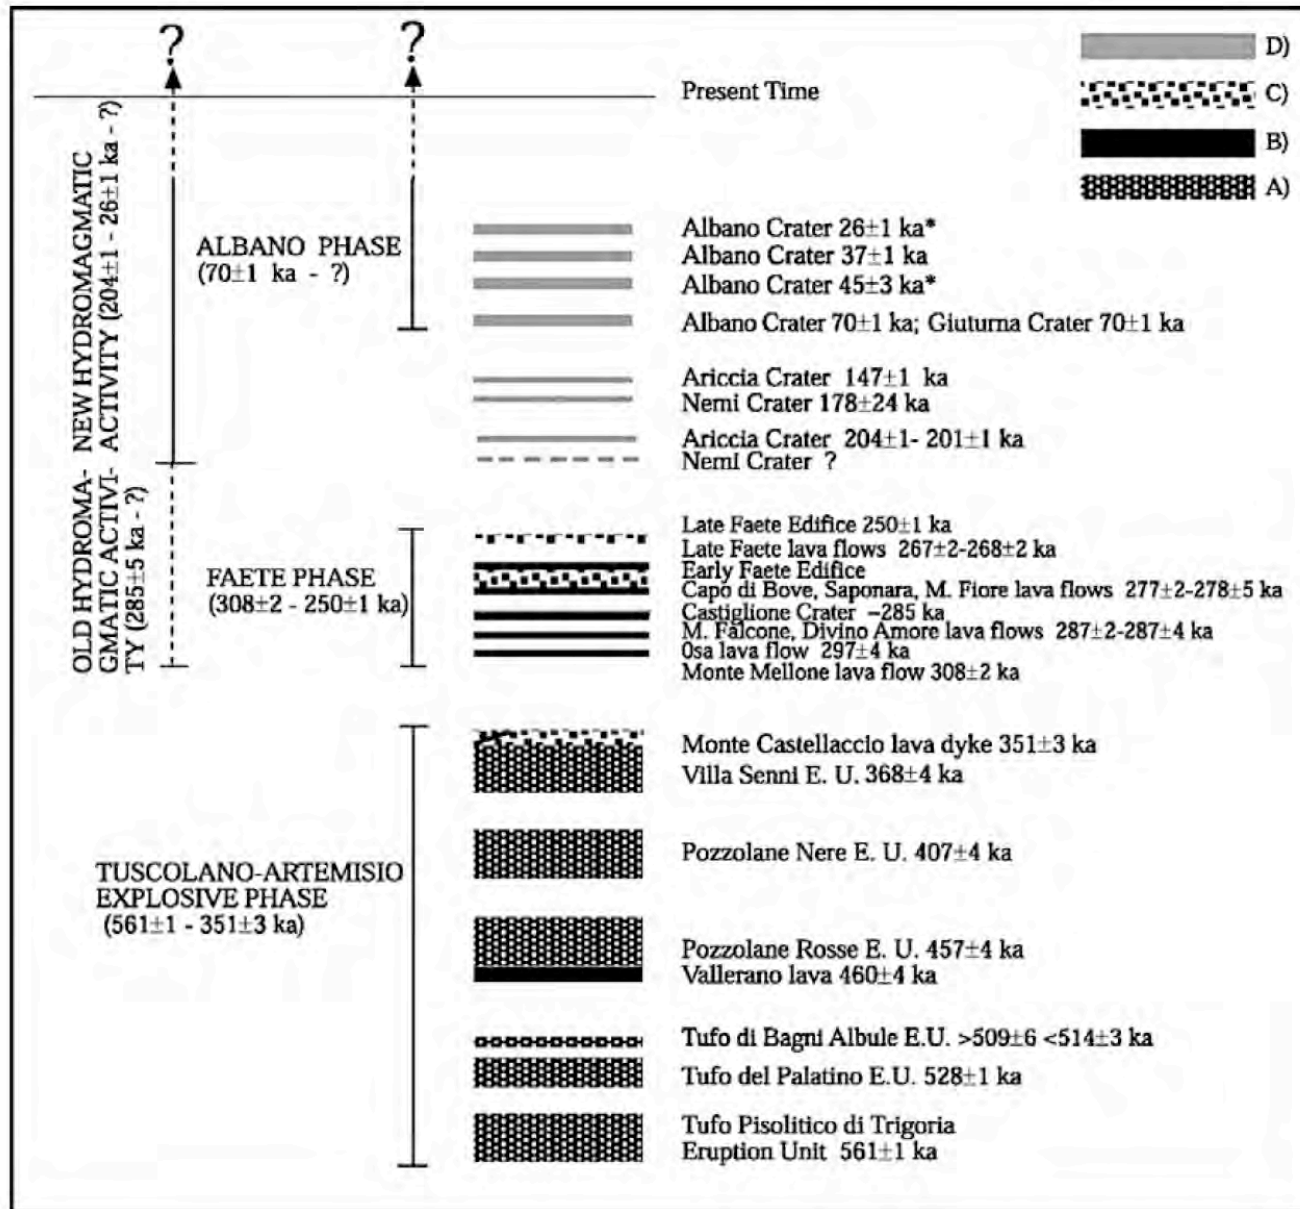 ?
?
Present Time
D)
C)
B)
A)
NEW HYDROMAGMATIC
ACTIVITY (204±1 - 26±1 ka - ?)
ALBANO PHASE
(70±1 ka - ?)
Albano Crater 26±1 ka*
Albano Crater 37±1 ka
Albano Crater 45±3 ka*
Albano Crater 70±1 ka; Giuturna Crater 70±1 ka
Ariccia Crater 147±1 ka
Nemi Crater 178±24 ka
Ariccia Crater 204±1- 201±1 ka
Nemi Crater ?
OLD HYDROMA-
GMATIC ACTIVI-
TY (285±5 ka - ?)
FAETE PHASE
(308±2 - 250±1 ka)
Late Faete Edifice 250±1 ka
Late Faete lava flows 267±2-268±2 ka
Early Faete Edifice
Capo di Bove, Saponara, M. Fiore lava flows 277±2-278±5 ka
Castiglione Crater ~285 ka
M. Falcone, Divino Amore lava flows 287±2-287±4 ka
Osa lava flow 297±4 ka
Monte Mellone lava flow 308±2 ka
TUSCOLANO-ARTEMISIO
EXPLOSIVE PHASE
(561±1 - 351±3 ka)
Monte Castellaccio lava dyke 351±3 ka
Villa Senni E. U. 368±4 ka
Pozzolane Nere E. U. 407±4 ka
Pozzolane Rosse E. U. 457±4 ka
Vallerano lava 460±4 ka
Tufo di Bagni Albule E.U. >509±6 <514±3 ka
Tufo del Palatino E.U. 528±1 ka
Tufo Pisolitico di Trigoria
Eruption Unit 561±1 ka